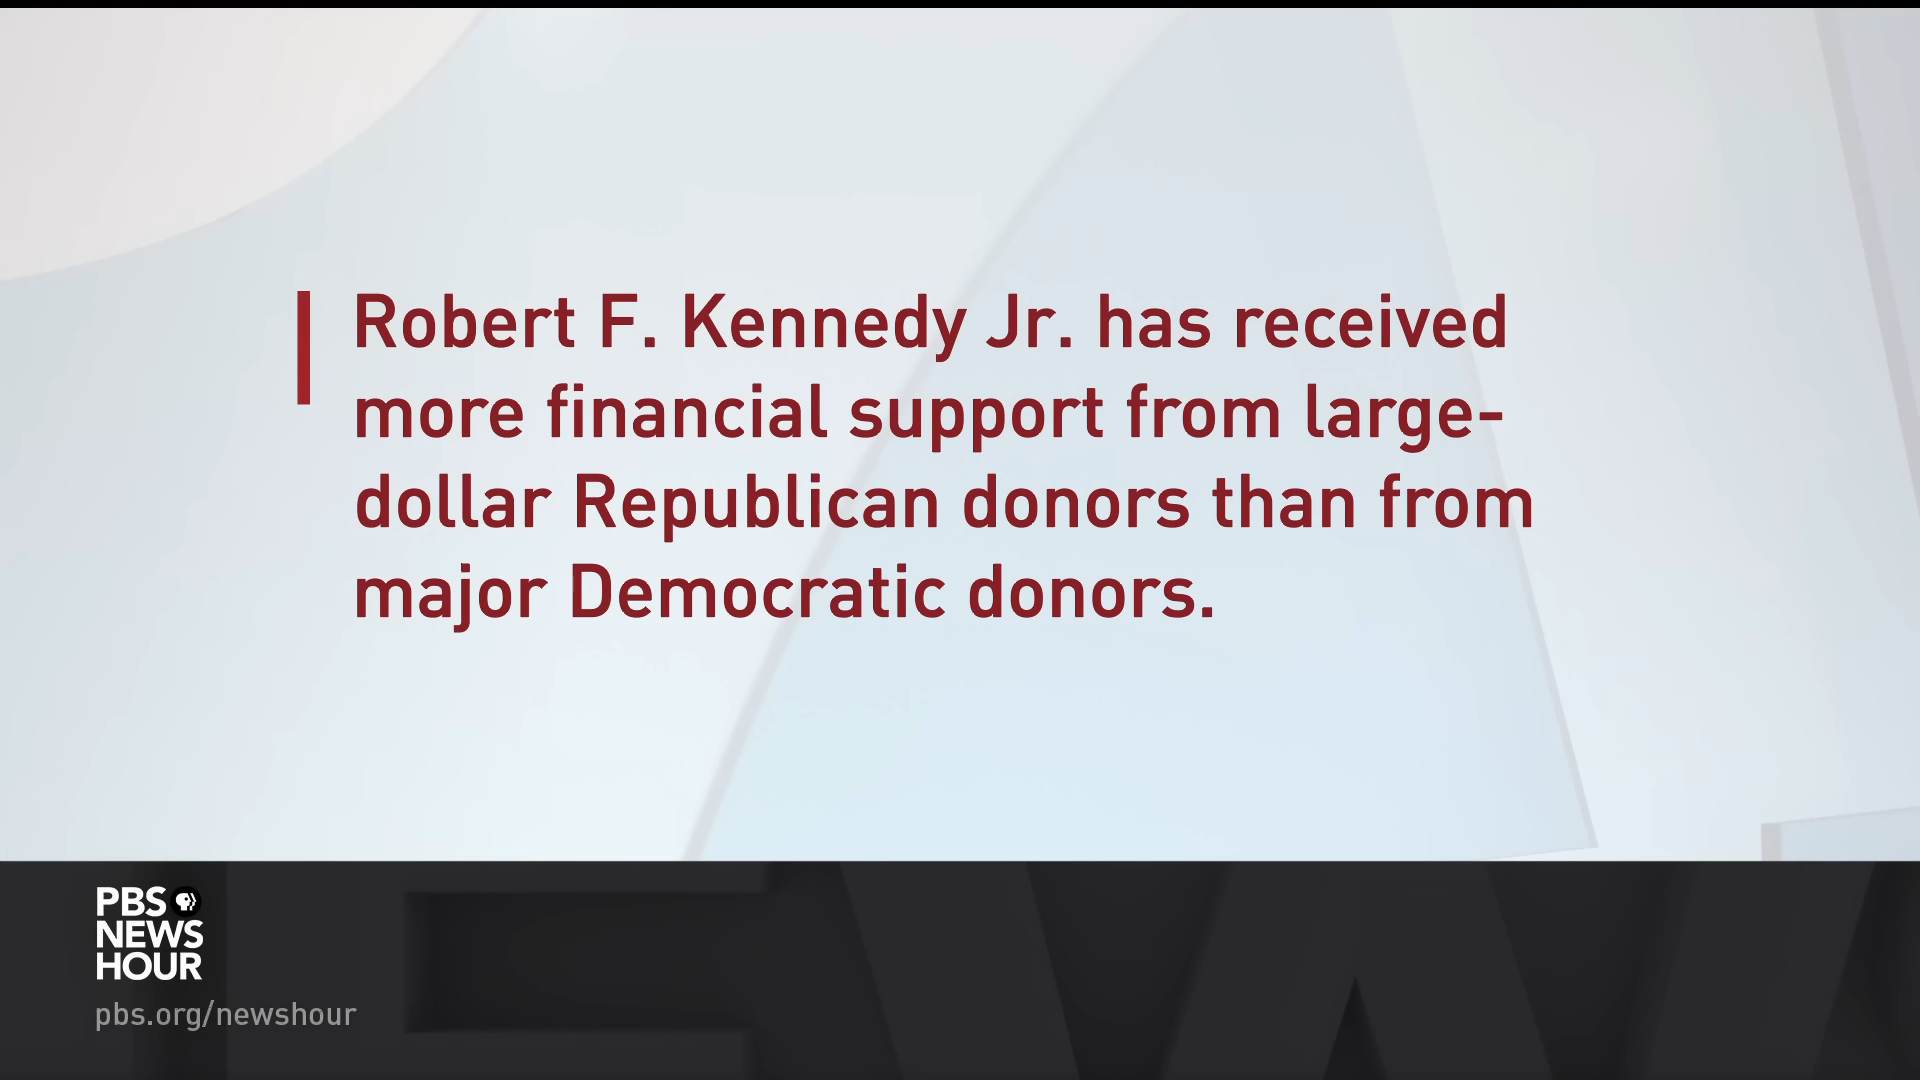 Robert F. Kennedy Jr. has received
more financial support from large-
dollar Republican donors than from
major Democratic donors.
PBS
NEWS
HOUR
pbs.org/newshour